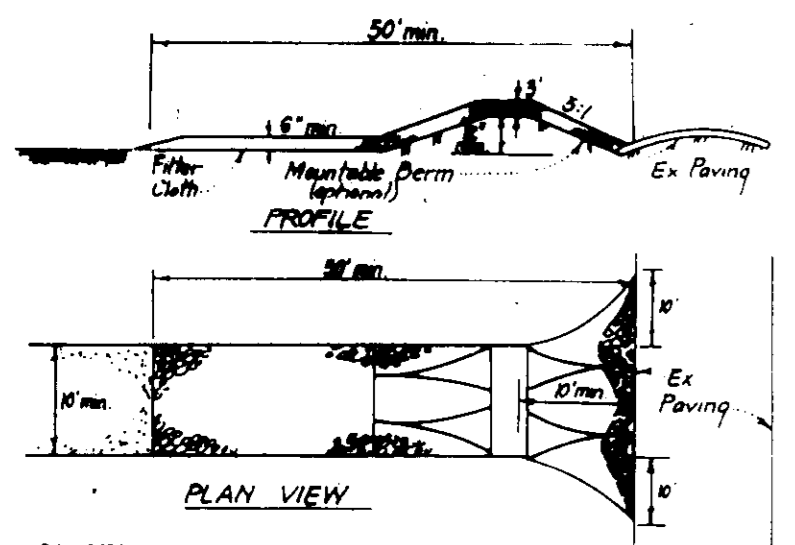 50' min.
3'
5:1
6" min
Filter
Cloth
Mountable Berm
(optional)
Ex Paving
PROFILE
50' min.
10'
10' min.
10' min.
Ex
Paving
10'
PLAN VIEW